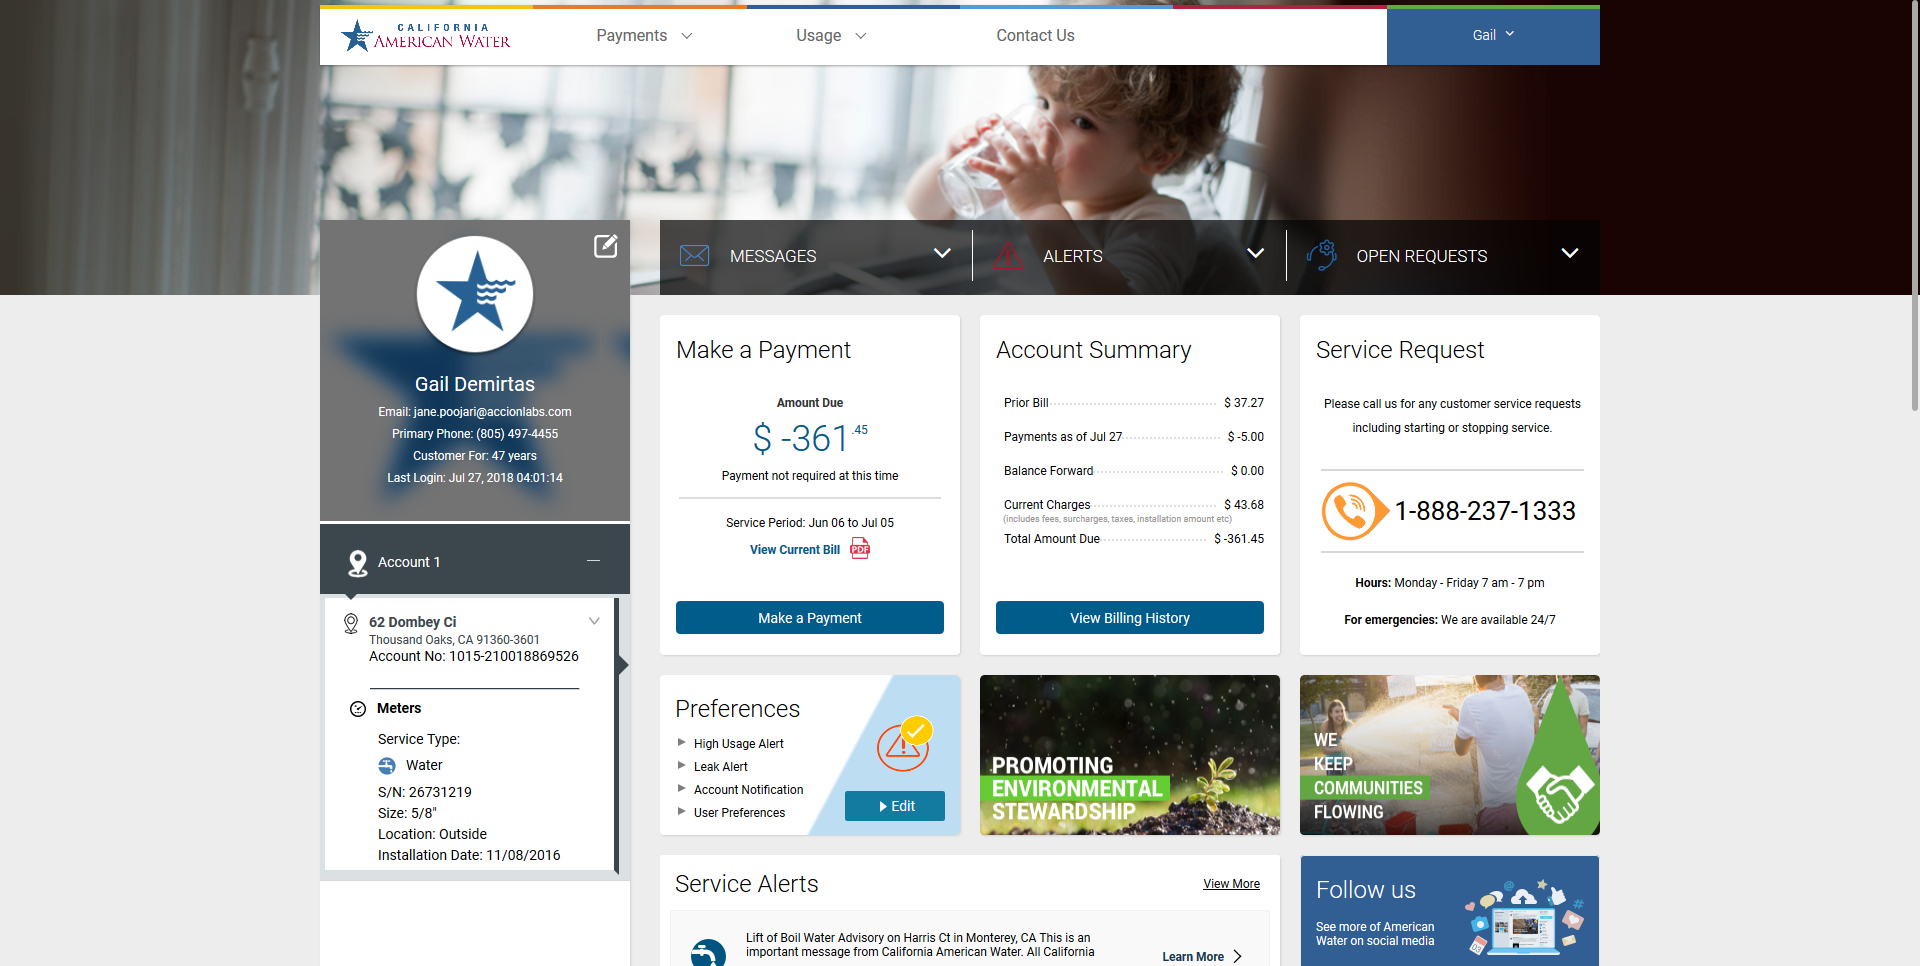 CALIFORNIA
AMERICAN WATER
Payments
Usage
Contact Us
Gail
MESSAGES
ALERTS
OPEN REQUESTS
Gail Demirtas
Email: jane.poojari@accionlabs.com
Primary Phone: (805) 497-4455
Customer For: 47 years
Last Login: Jul 27, 2018 04:01:14
Account 1
62 Dombey Ci
Thousand Oaks, CA 91360-3601
Account No: 1015-210018869526
Meters
Service Type:
Water
S/N: 26731219
Size: 5/8"
Location: Outside
Installation Date: 11/08/2016
Make a Payment
Amount Due
$ -361.45
Payment not required at this time
Service Period: Jun 06 to Jul 05
View Current Bill PDF
Make a Payment
Account Summary
Prior Bill $ 37.27
Payments as of Jul 27 $ -5.00
Balance Forward $ 0.00
Current Charges $ 43.68
(includes fees, surcharges, taxes, installation amount etc)
Total Amount Due $ -361.45
View Billing History
Service Request
Please call us for any customer service requests
including starting or stopping service.
1-888-237-1333
Hours: Monday - Friday 7 am - 7 pm
For emergencies: We are available 24/7
Preferences
High Usage Alert
Leak Alert
Account Notification
User Preferences
Edit
PROMOTING
ENVIRONMENTAL
STEWARDSHIP
WE
KEEP
COMMUNITIES
FLOWING
Service Alerts
View More
Lift of Boil Water Advisory on Harris Ct in Monterey, CA This is an
important message from California American Water. All California
Learn More
Follow us
See more of American
Water on social media